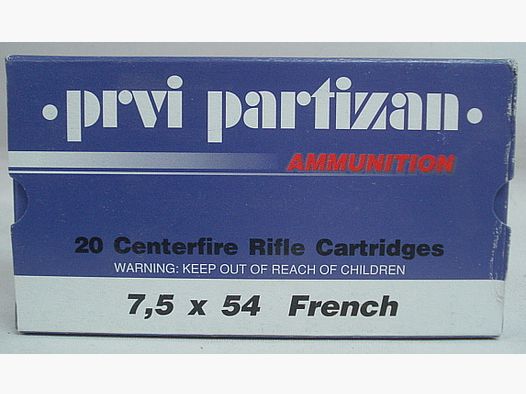 •prvi partizan•
AMMUNITION
20 Centerfire Rifle Cartridges
WARNING: KEEP OUT OF REACH OF CHILDREN
7,5 x 54 French